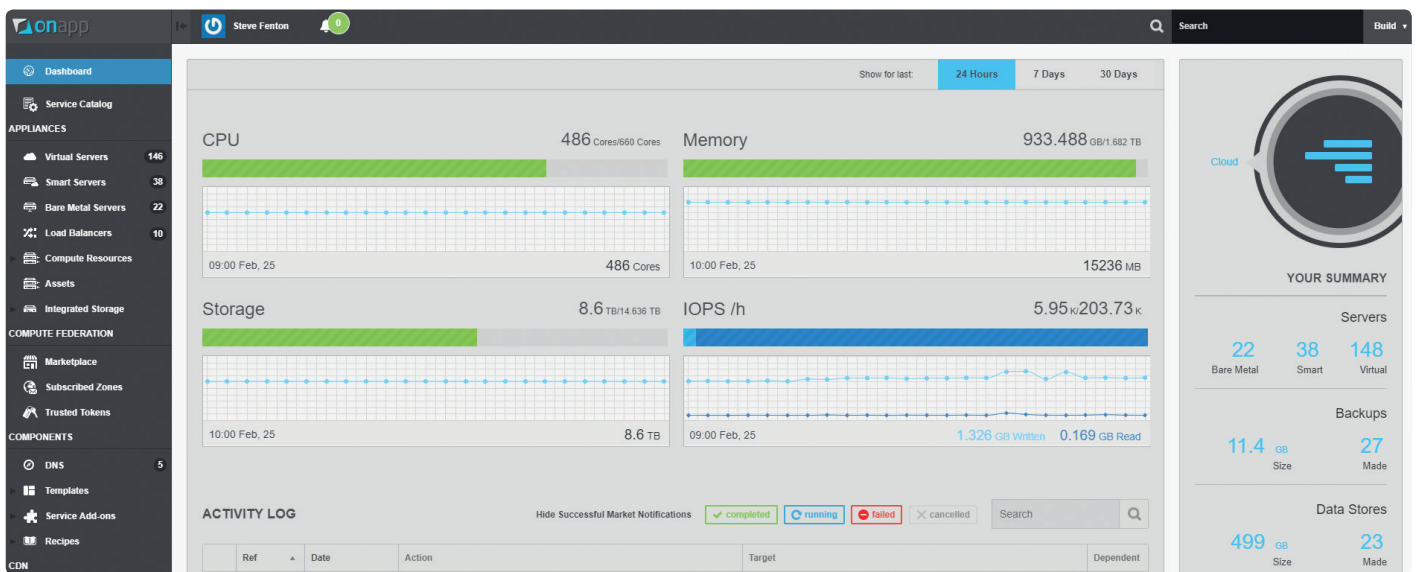 onapp
Steve Fenton
0
Search
Build
Dashboard
Service Catalog
APPLIANCES
Virtual Servers 146
Smart Servers 38
Bare Metal Servers 22
Load Balancers 10
Compute Resources
Assets
Integrated Storage
COMPUTE FEDERATION
Marketplace
Subscribed Zones
Trusted Tokens
COMPONENTS
DNS 5
Templates
Service Add-ons
Recipes
CDN
Show for last: 24 Hours 7 Days 30 Days
CPU 486 Cores/660 Cores
09:00 Feb, 25 486 Cores
Memory 933.488 GB/1.682 TB
10:00 Feb, 25 15236 MB
Storage 8.6 TB/14.636 TB
10:00 Feb, 25 8.6 TB
IOPS /h 5.95 K/203.73 K
09:00 Feb, 25 1.326 GB Written 0.169 GB Read
ACTIVITY LOG Hide Successful Market Notifications completed running failed cancelled Search
Ref Date Action Target Dependent
Cloud
YOUR SUMMARY
Servers
22 38 148
Bare Metal Smart Virtual
Backups
11.4 GB 27
Size Made
Data Stores
499 GB 23
Size Made